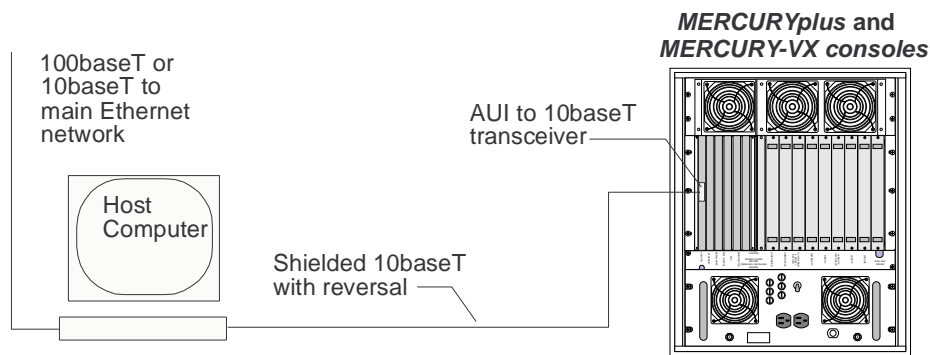 MERCURYplus and
MERCURY-VX consoles
100baseT or
10baseT to
main Ethernet
network
AUI to 10baseT
transceiver
Host
Computer
Shielded 10baseT
with reversal